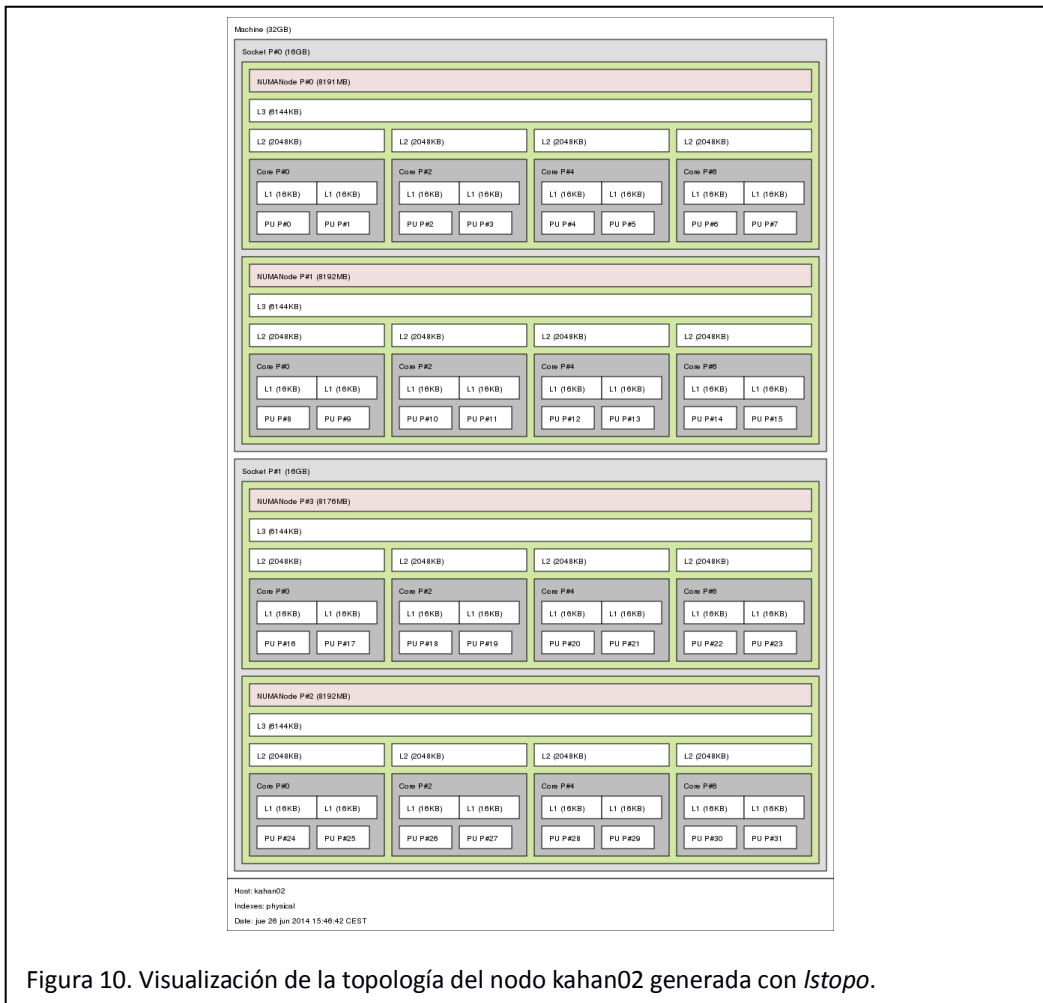 Machine (32GB)
Socket P#0 (16GB)
NUMANode P#0 (8191MB)
L3 (6144KB)
L2 (2048KB) L2 (2048KB) L2 (2048KB) L2 (2048KB)
Core P#0 Core P#2 Core P#4 Core P#6
L1 (16KB) L1 (16KB) L1 (16KB) L1 (16KB) L1 (16KB) L1 (16KB) L1 (16KB) L1 (16KB)
PU P#0 PU P#1 PU P#2 PU P#3 PU P#4 PU P#5 PU P#6 PU P#7
NUMANode P#1 (8192MB)
L3 (6144KB)
L2 (2048KB) L2 (2048KB) L2 (2048KB) L2 (2048KB)
Core P#0 Core P#2 Core P#4 Core P#6
L1 (16KB) L1 (16KB) L1 (16KB) L1 (16KB) L1 (16KB) L1 (16KB) L1 (16KB) L1 (16KB)
PU P#8 PU P#9 PU P#10 PU P#11 PU P#12 PU P#13 PU P#14 PU P#15
Socket P#1 (16GB)
NUMANode P#3 (8176MB)
L3 (6144KB)
L2 (2048KB) L2 (2048KB) L2 (2048KB) L2 (2048KB)
Core P#0 Core P#2 Core P#4 Core P#6
L1 (16KB) L1 (16KB) L1 (16KB) L1 (16KB) L1 (16KB) L1 (16KB) L1 (16KB) L1 (16KB)
PU P#16 PU P#17 PU P#18 PU P#19 PU P#20 PU P#21 PU P#22 PU P#23
NUMANode P#2 (8192MB)
L3 (6144KB)
L2 (2048KB) L2 (2048KB) L2 (2048KB) L2 (2048KB)
Core P#0 Core P#2 Core P#4 Core P#6
L1 (16KB) L1 (16KB) L1 (16KB) L1 (16KB) L1 (16KB) L1 (16KB) L1 (16KB) L1 (16KB)
PU P#24 PU P#25 PU P#26 PU P#27 PU P#28 PU P#29 PU P#30 PU P#31
Host: kahan02
Indexes: physical
Date: jue 26 jun 2014 15:46:42 CEST
Figura 10. Visualización de la topología del nodo kahan02 generada con lstopo.